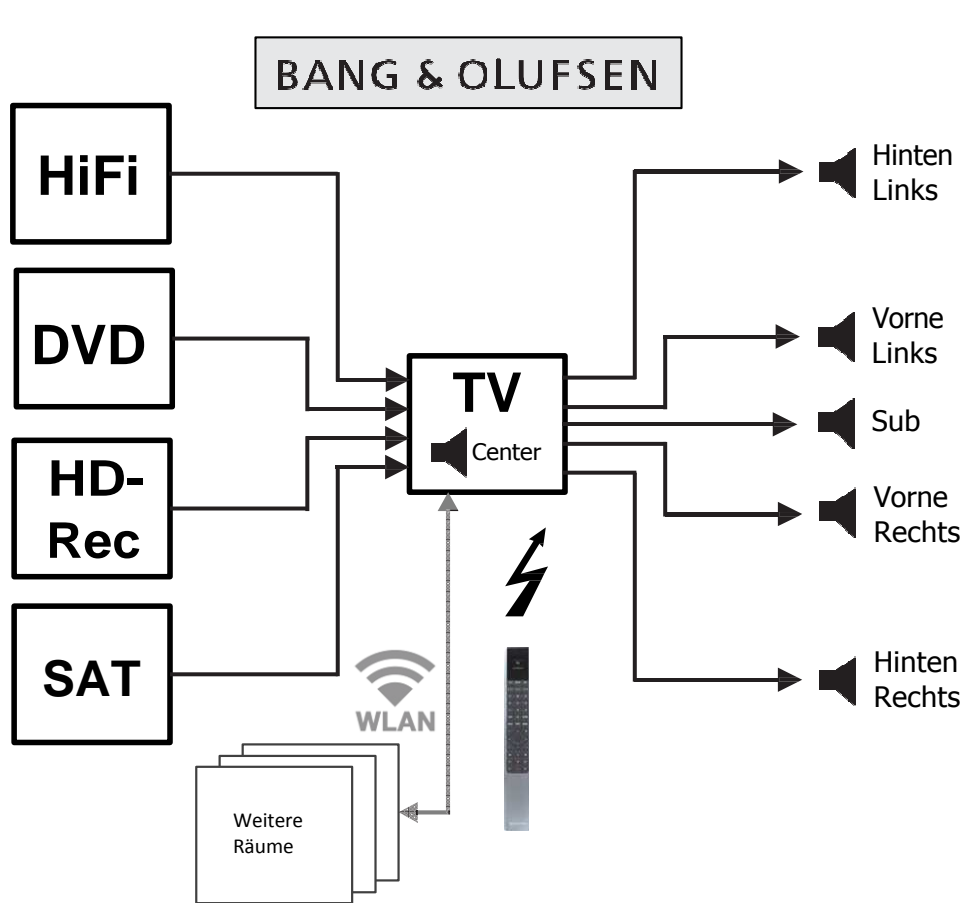 BANG & OLUFSEN
HiFi
DVD
HD-
Rec
SAT
TV
Center
Hinten
Links
Vorne
Links
Sub
Vorne
Rechts
Hinten
Rechts
WLAN
Weitere
Räume